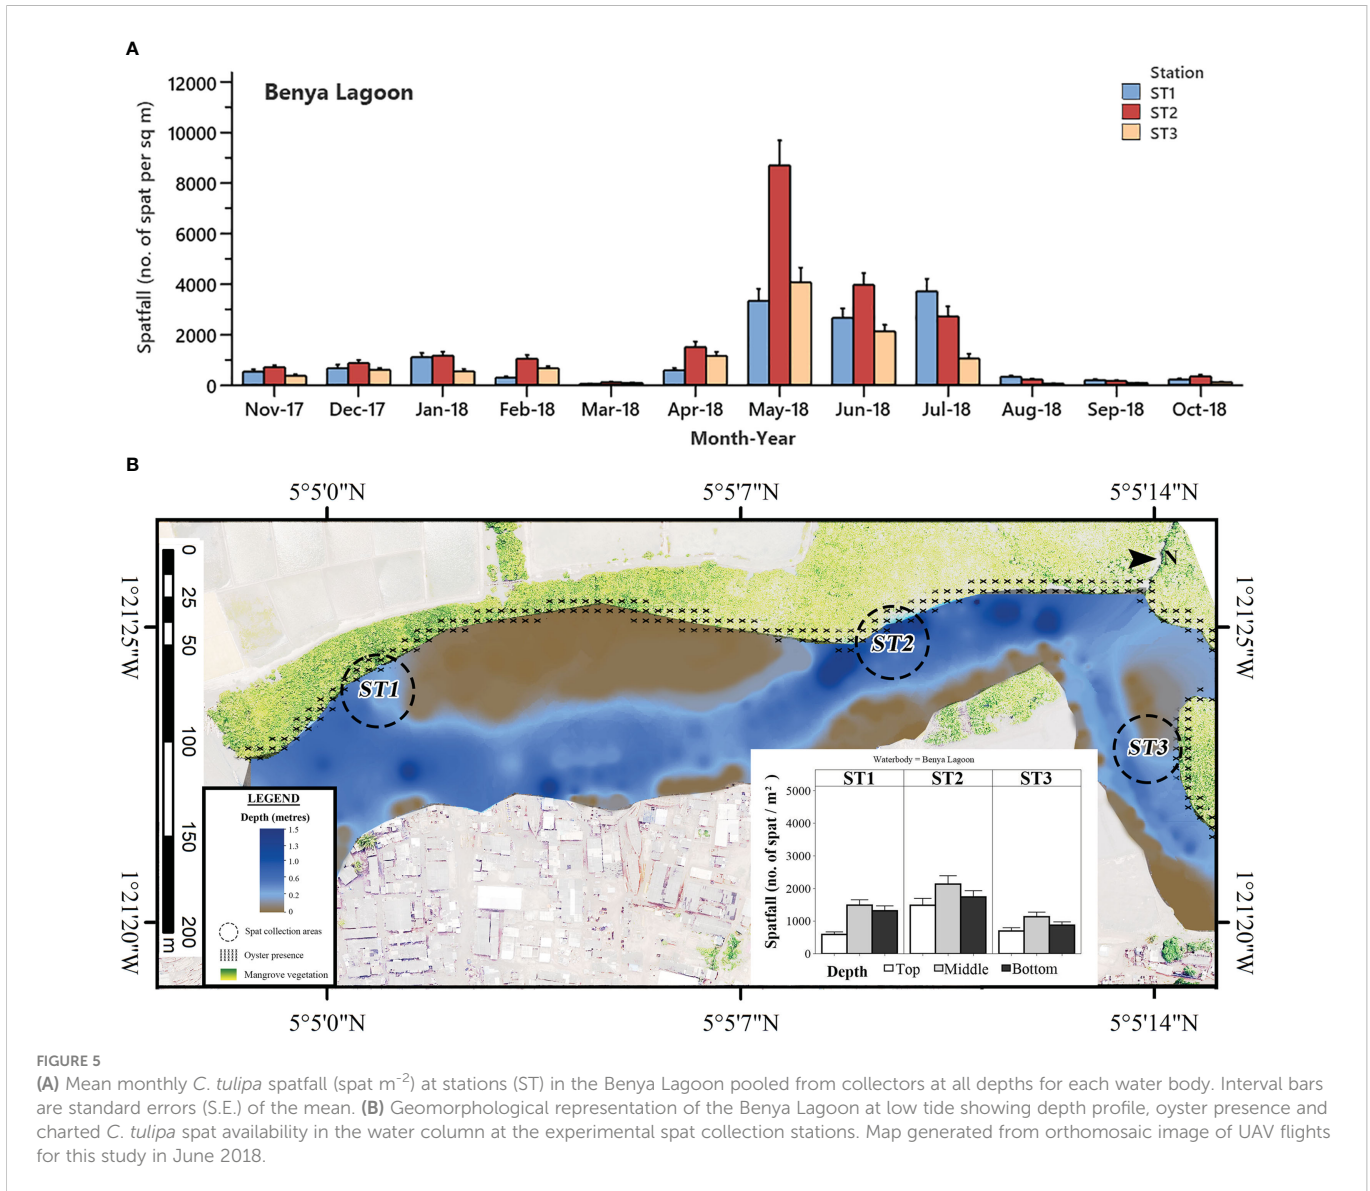 A
Benya Lagoon
Station
ST1
ST2
ST3
Spatfall (no. of spat per sq m)
12000
10000
8000
6000
4000
2000
0
Nov-17 Dec-17 Jan-18 Feb-18 Mar-18 Apr-18 May-18 Jun-18 Jul-18 Aug-18 Sep-18 Oct-18
Month-Year
B
5°5'0"N 5°5'7"N 5°5'14"N
1°21'25"W
1°21'20"W
0
25
50
100
150
200
m
N
1°21'25"W
1°21'20"W
ST1
ST2
ST3
LEGEND
Depth (metres)
1.5
1.3
1.0
0.6
0.2
0
Spat collection areas
Oyster presence
Mangrove vegetation
Waterbody = Benya Lagoon
ST1 ST2 ST3
Spatfall (no. of spat / m²)
5000
4000
3000
2000
1000
0
Depth Top Middle Bottom
5°5'0"N 5°5'7"N 5°5'14"N
FIGURE 5
(A) Mean monthly C. tulipa spatfall (spat m⁻²) at stations (ST) in the Benya Lagoon pooled from collectors at all depths for each water body. Interval bars
are standard errors (S.E.) of the mean. (B) Geomorphological representation of the Benya Lagoon at low tide showing depth profile, oyster presence and
charted C. tulipa spat availability in the water column at the experimental spat collection stations. Map generated from orthomosaic image of UAV flights
for this study in June 2018.